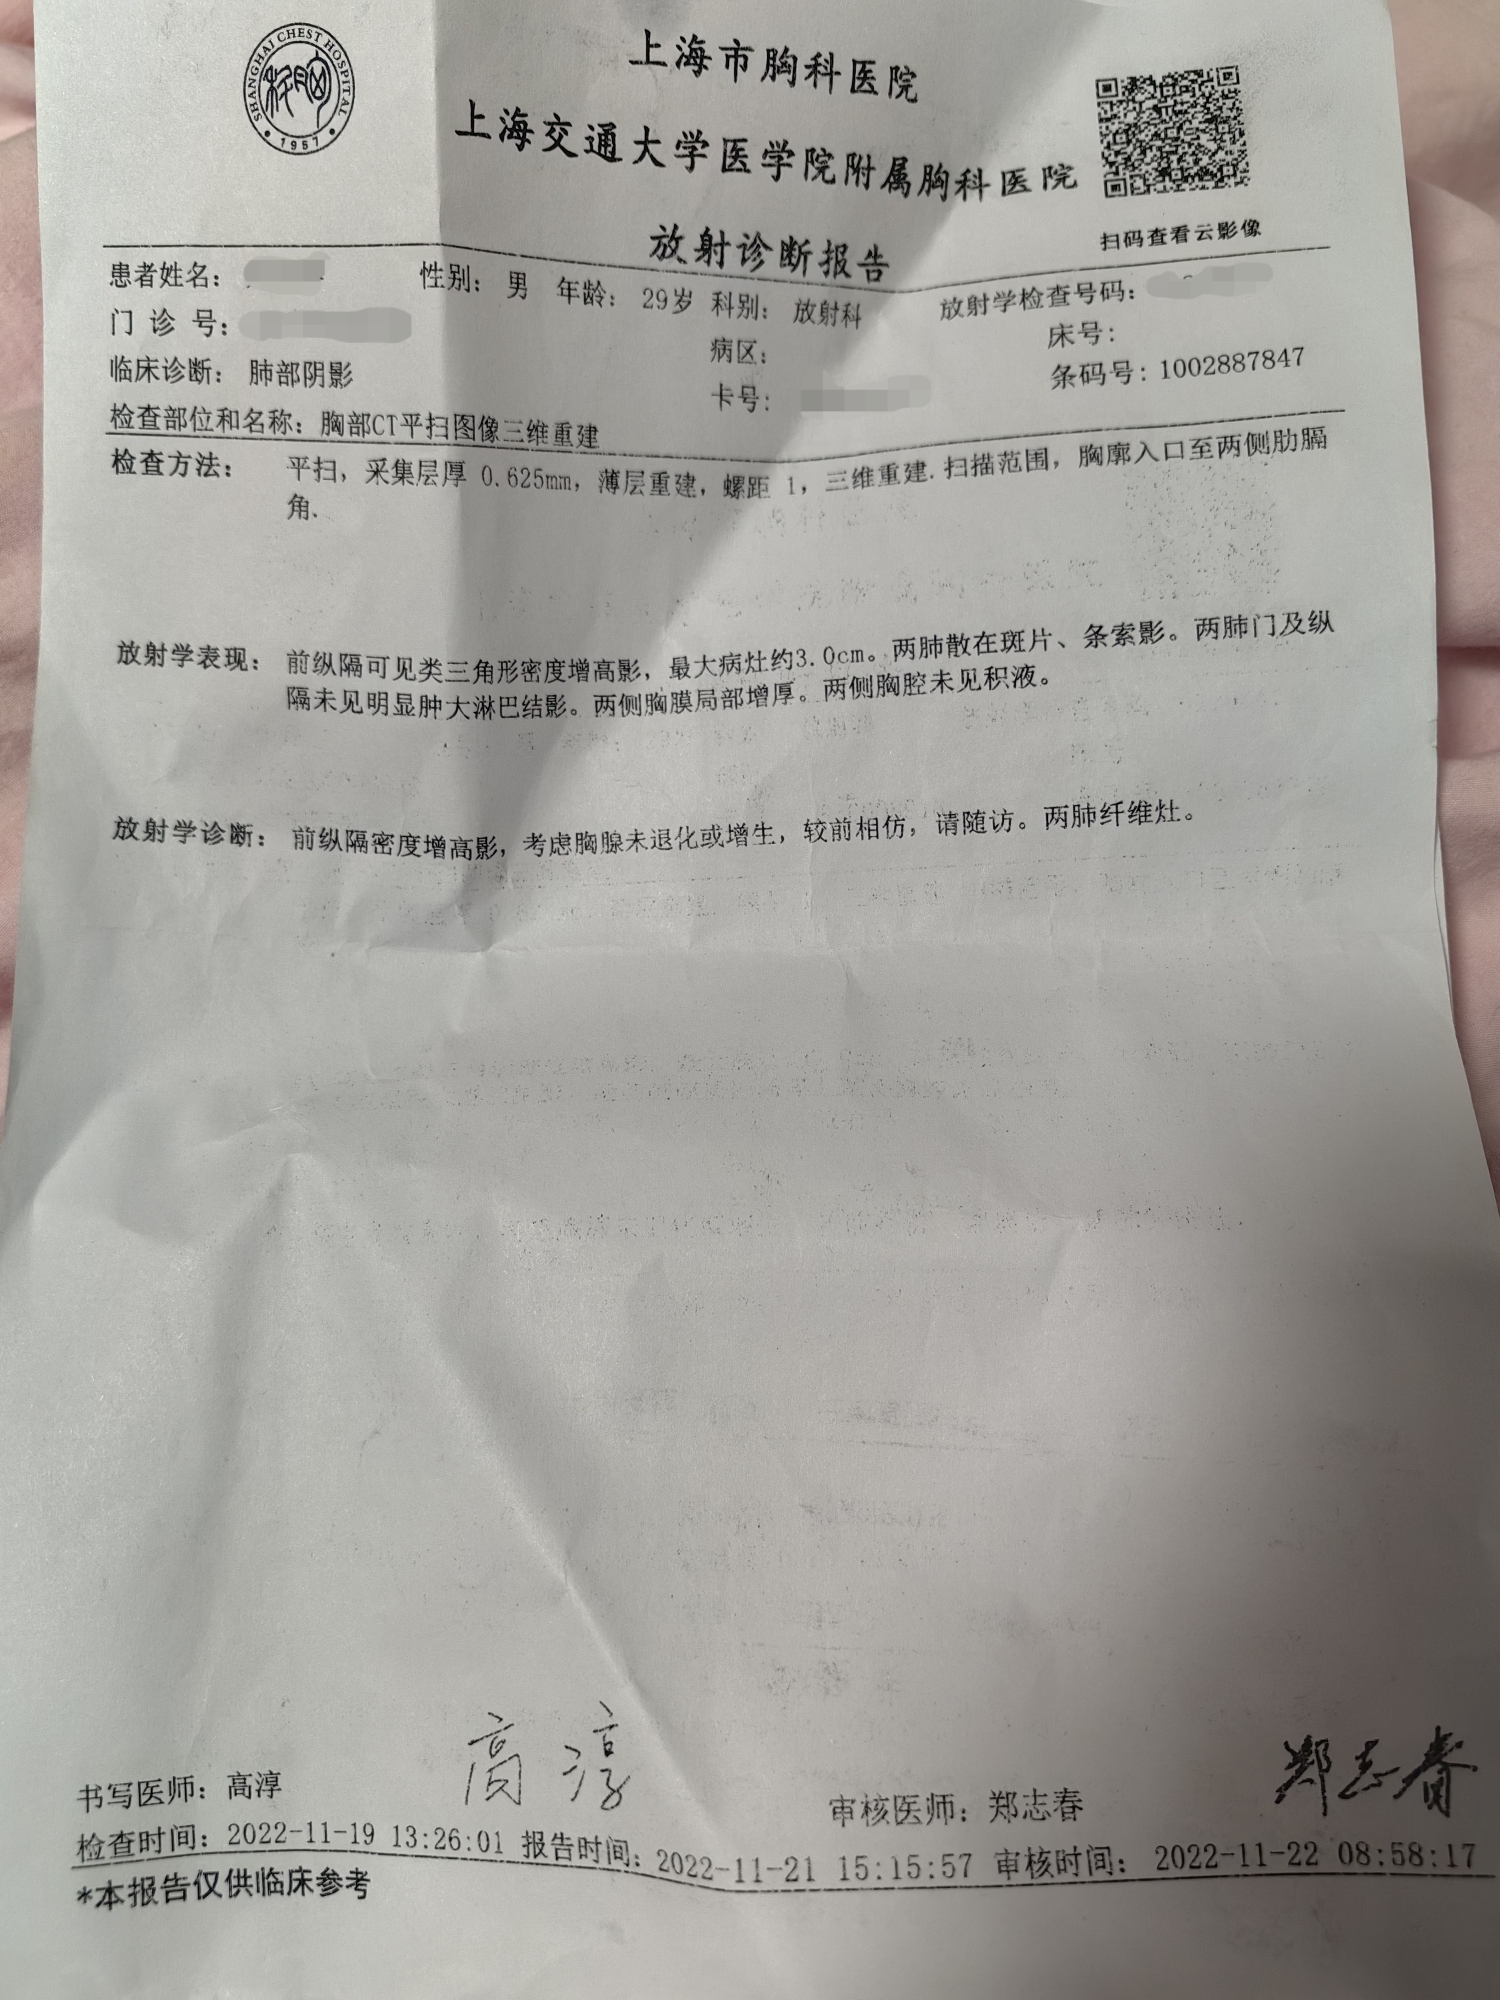 SHANGHAI CHEST HOSPITAL
1957
上海市胸科医院
上海交通大学医学院附属胸科医院
放射诊断报告
扫码查看云影像
患者姓名: 性别: 男 年龄: 29岁 科别: 放射科 放射学检查号码:
门 诊 号: 病区: 床号:
临床诊断: 肺部阴影 卡号: 条码号: 1002887847
检查部位和名称: 胸部CT平扫图像三维重建
检查方法: 平扫, 采集层厚 0.625mm, 薄层重建, 螺距 1, 三维重建. 扫描范围, 胸廓入口至两侧肋膈
角.
放射学表现: 前纵隔可见类三角形密度增高影, 最大病灶约3.0cm。两肺散在斑片、条索影。两肺门及纵
隔未见明显肿大淋巴结影。两侧胸膜局部增厚。两侧胸腔未见积液。
放射学诊断: 前纵隔密度增高影, 考虑胸腺未退化或增生, 较前相仿, 请随访。两肺纤维灶。
高淳
郑志春
书写医师: 高淳 审核医师: 郑志春
检查时间: 2022-11-19 13:26:01 报告时间: 2022-11-21 15:15:57 审核时间: 2022-11-22 08:58:17
*本报告仅供临床参考